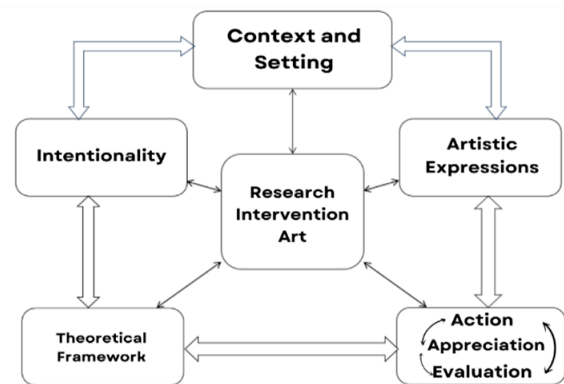 Context and
Setting
Intentionality
Artistic
Expressions
Research
Intervention
Art
Theoretical
Framework
Action
Appreciation
Evaluation